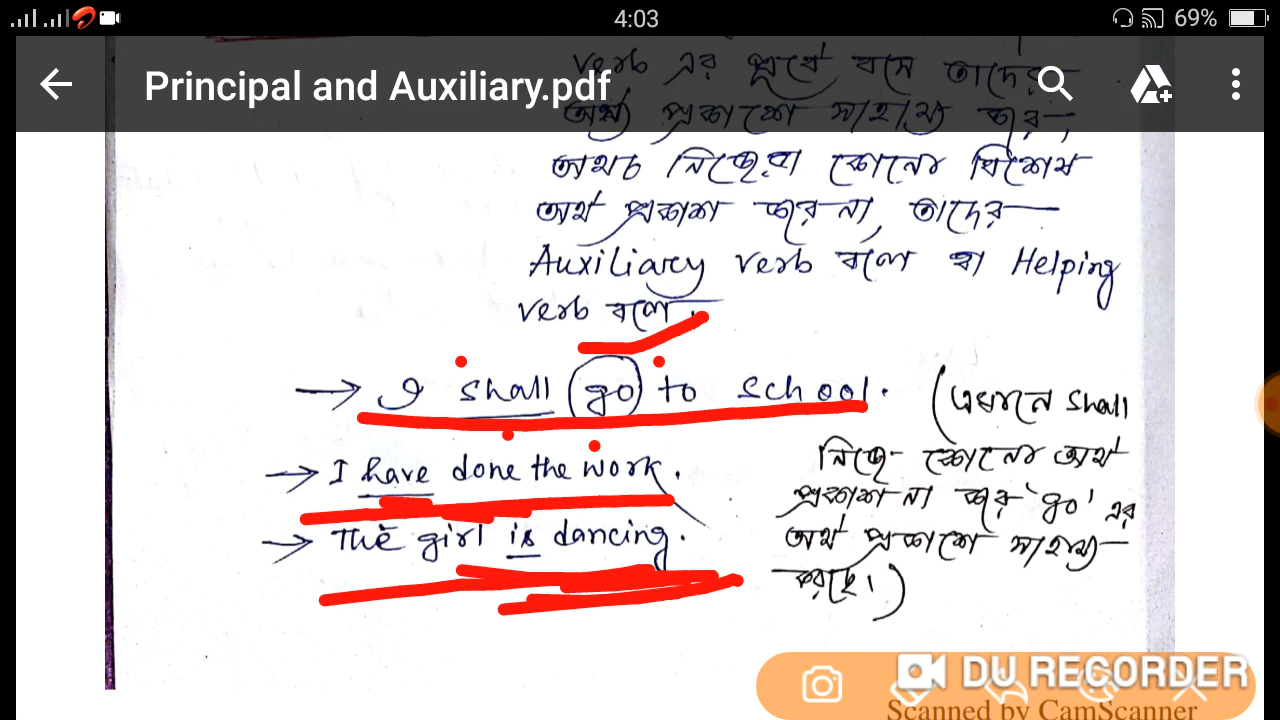 4:03
69%
Principal and Auxiliary.pdf
verb এর পূর্বে বসে তাদের
অর্থ প্রকাশে সাহায্য করে,
অথচ নিজেরা কোনো বিশেষ
অর্থ প্রকাশ করে না, তাদের
Auxiliary verb বলে বা Helping
verb বলে.
→ I shall go to school.
(এখানে shall
নিজে কোনো অর্থ
প্রকাশ না করে 'go' এর
অর্থ প্রকাশে সাহায্য
করছে।)
→ I have done the work.
→ The girl is dancing.
DU RECORDER
Scanned by CamScanner